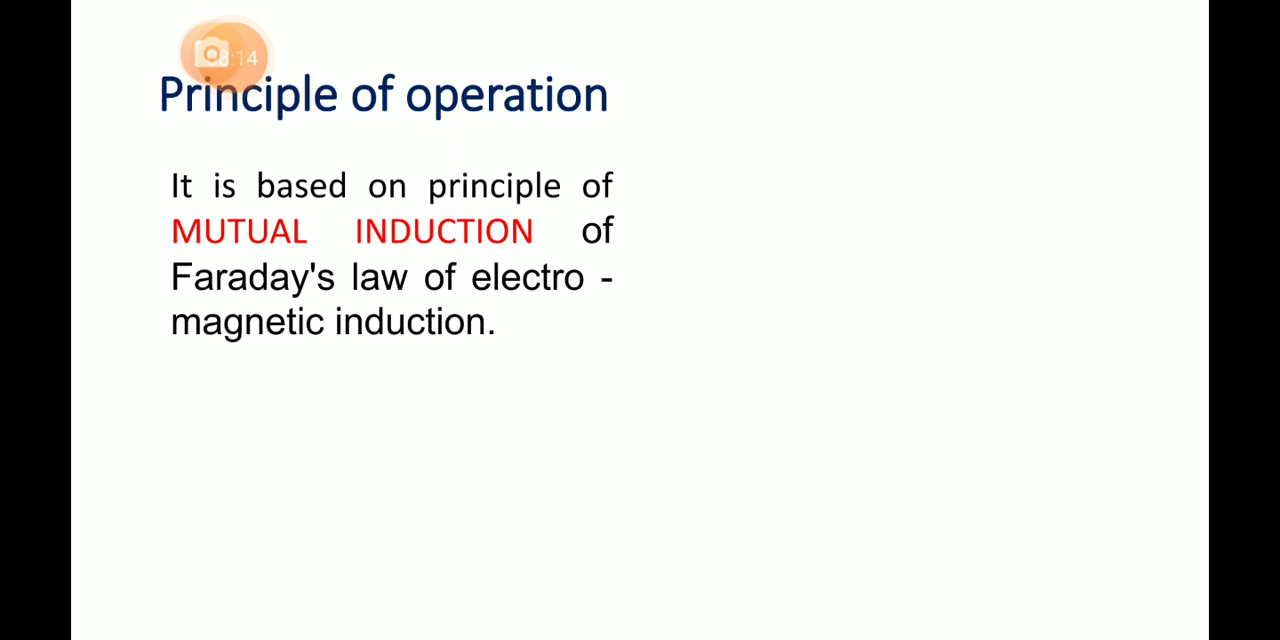 Principle of operation
It is based on principle of
MUTUAL INDUCTION of
Faraday's law of electro -
magnetic induction.